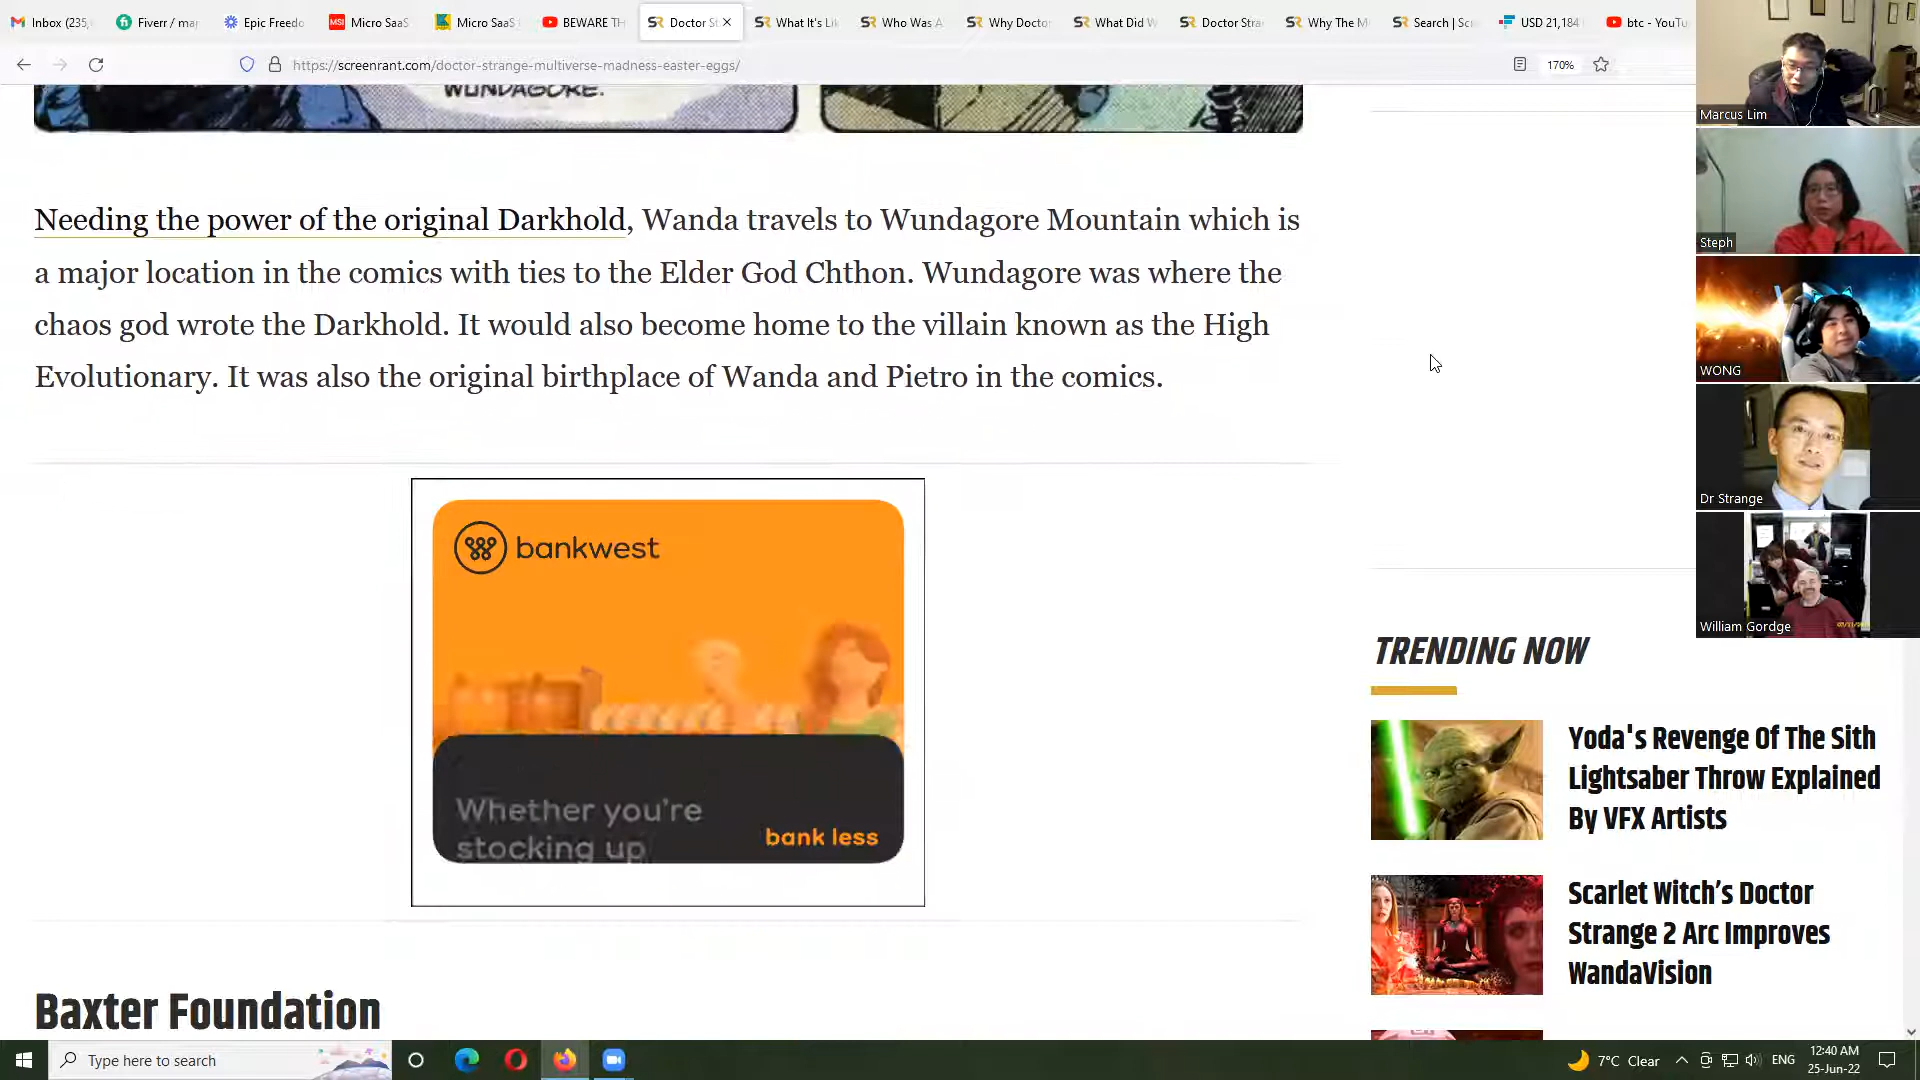 Inbox (235,
Fiverr / maj
Epic Freedo
Micro SaaS
Micro SaaS
BEWARE TH
Doctor St
What It's Li
Who Was A
Why Doctor
What Did W
Doctor Stra
Why The M
Search | Scr
USD 21,184
btc - YouTu
https://screenrant.com/doctor-strange-multiverse-madness-easter-eggs/
170%
WUNDAGORE.
Needing the power of the original Darkhold, Wanda travels to Wundagore Mountain which is
a major location in the comics with ties to the Elder God Chthon. Wundagore was where the
chaos god wrote the Darkhold. It would also become home to the villain known as the High
Evolutionary. It was also the original birthplace of Wanda and Pietro in the comics.
bankwest
Whether you're
stocking up
bank less
Baxter Foundation
TRENDING NOW
Yoda's Revenge Of The Sith
Lightsaber Throw Explained
By VFX Artists
Scarlet Witch’s Doctor
Strange 2 Arc Improves
WandaVision
Marcus Lim
Steph
WONG
Dr Strange
William Gordge
Type here to search
7°C Clear
ENG
12:40 AM
25-Jun-22